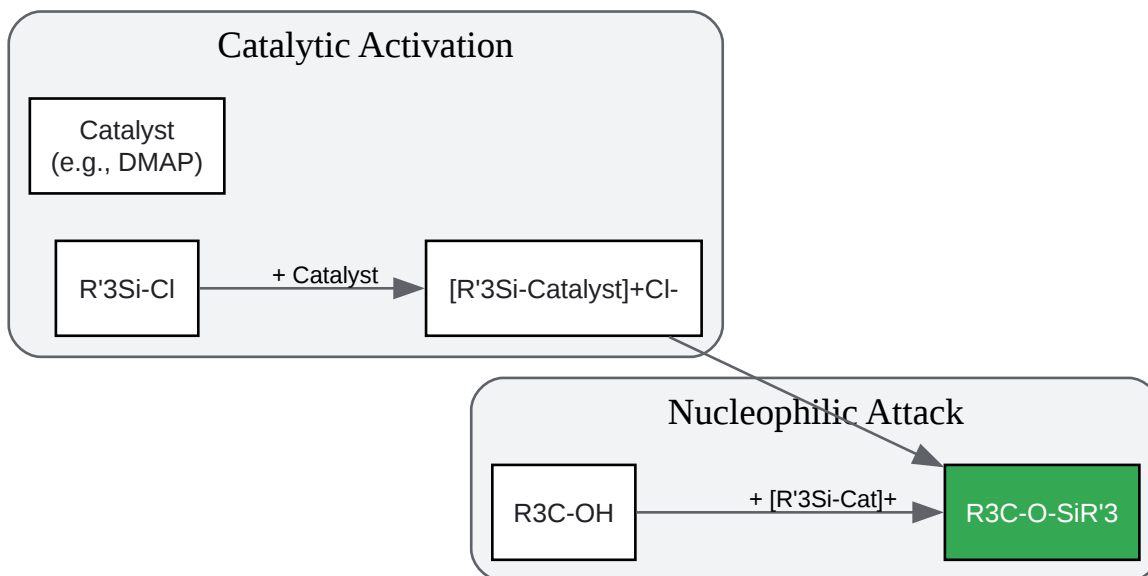 Catalytic Activation
Catalyst
(e.g., DMAP)
R'3Si-Cl
+ Catalyst
[R'3Si-Catalyst]+Cl-
Nucleophilic Attack
R3C-OH
+ [R'3Si-Cat]+
R3C-O-SiR'3